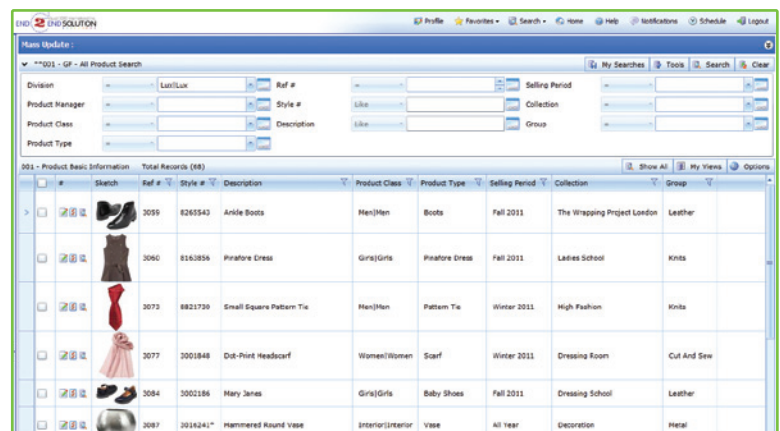 END 2 END SOLUTION Profile Favorites Search Home Help Notifications Schedule Logout
Mass Update :
**001 - GF - All Product Search My Searches Tools Search Clear
Division = Lux|Lux Ref # = Selling Period =
Product Manager = Style # Like Collection =
Product Class = Description Like Group =
Product Type =
001 - Product Basic Information Total Records (68) Show All My Views Options
# Sketch Ref # Style # Description Product Class Product Type Selling Period Collection Group
3059 8265543 Ankle Boots Men|Men Boots Fall 2011 The Wrapping Project London Leather
3060 8163856 Pinafore Dress Girls|Girls Pinafore Dress Fall 2011 Ladies School Knits
3073 8821730 Small Square Pattern Tie Men|Men Pattern Tie Winter 2011 High Fashion Knits
3077 3001848 Dot-Print Headscarf Women|Women Scarf Winter 2011 Dressing Room Cut And Sew
3084 3002186 Mary Janes Girls|Girls Baby Shoes Fall 2011 Dressing School Leather
3087 3016241* Hammered Round Vase Interior|Interior Vase All Year Decoration Metal